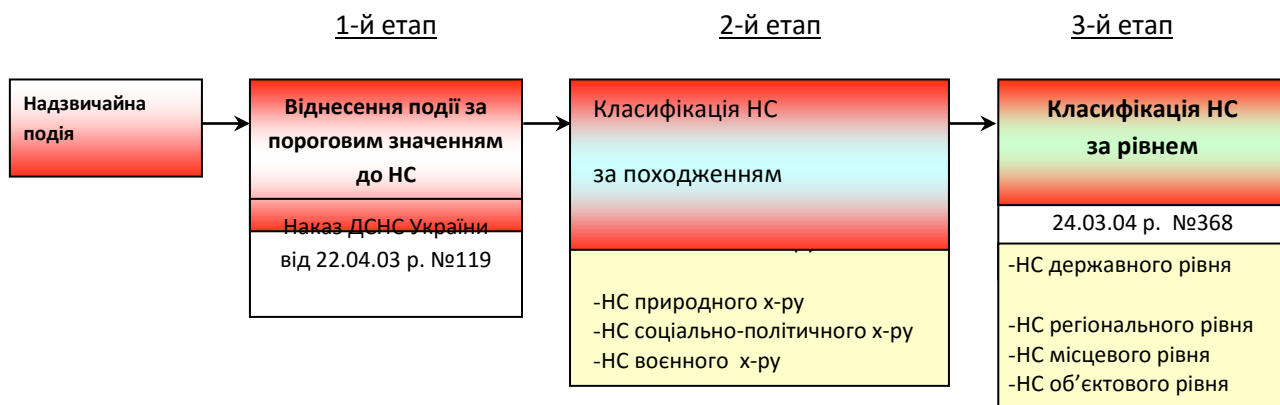 1-й етап
2-й етап
3-й етап
Надзвичайна
подія
Віднесення події за
пороговим значенням
до НС
Наказ ДСНС України
від 22.04.03 р. №119
Класифікація НС
за походженням
-НС природного х-ру
-НС соціально-політичного х-ру
-НС воєнного х-ру
Класифікація НС
за рівнем
24.03.04 р. №368
-НС державного рівня
-НС регіонального рівня
-НС місцевого рівня
-НС об’єктового рівня